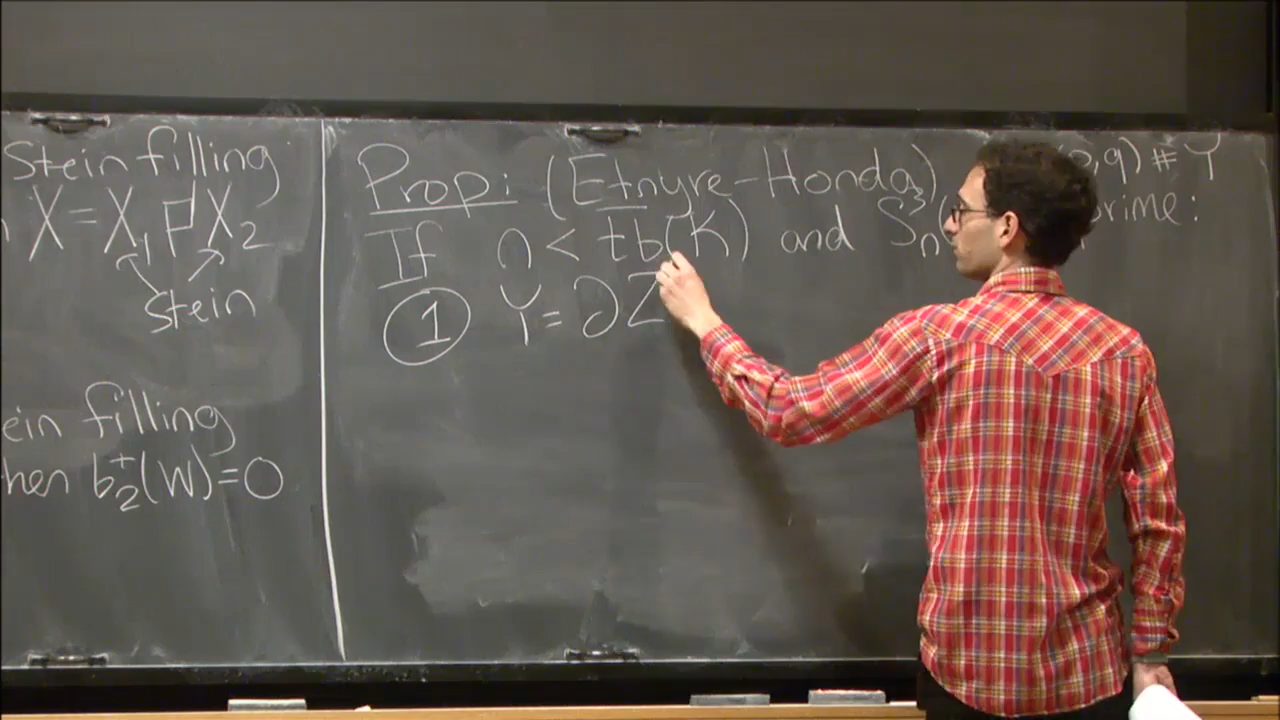 Stein filling
X = X₁ ♮ X₂
Stein
ein filling
hen b₂⁺(W)=0
Prop: (Etnyre-Honda)
If n < tb(K) and S³ₙ( ,q) # Y
prime:
① Y = ∂Z